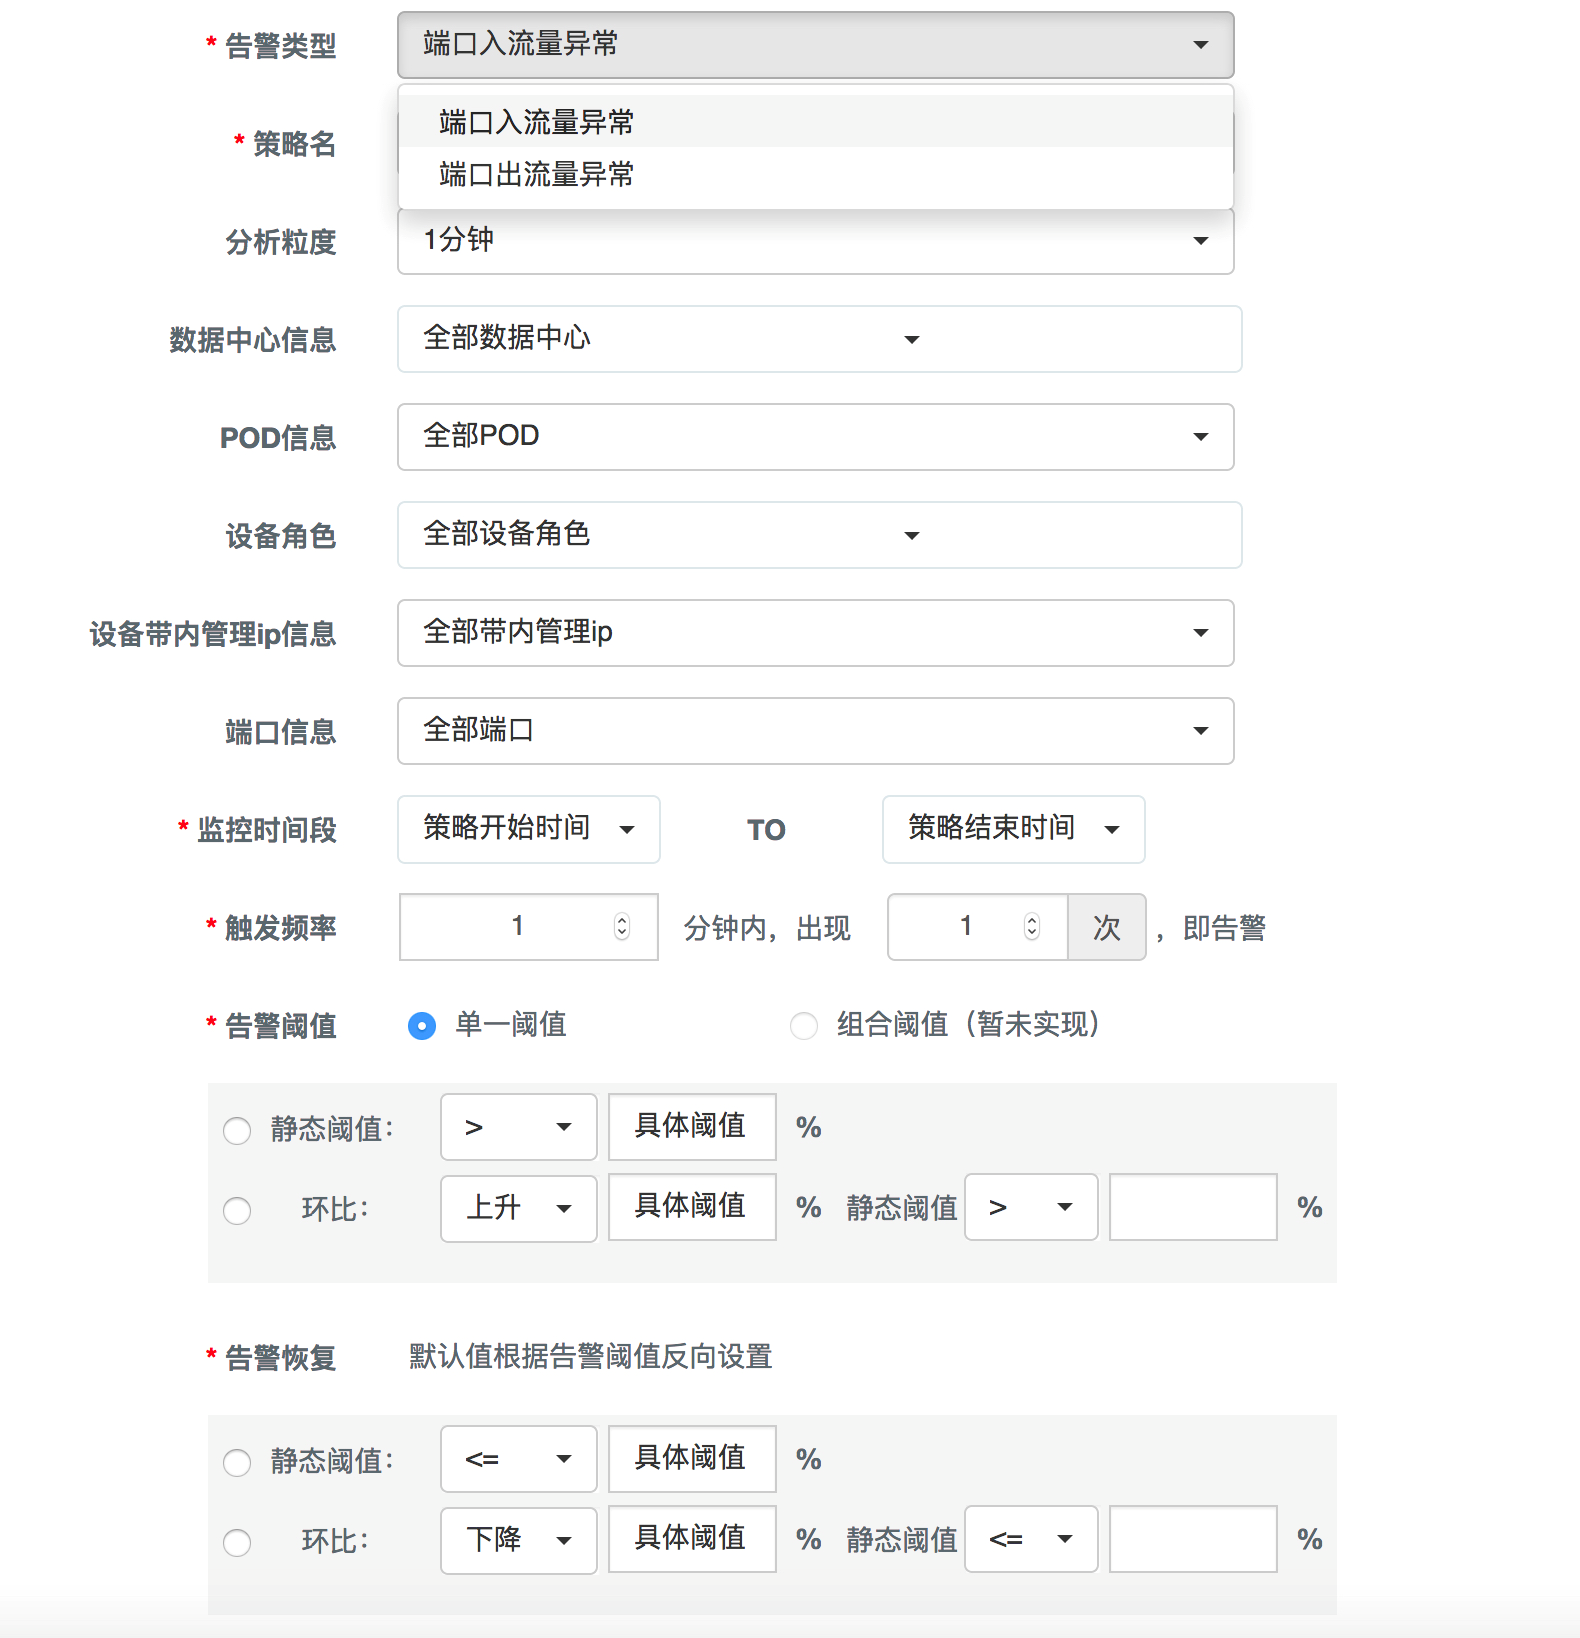 * 告警类型 端口入流量异常
端口入流量异常
* 策略名
端口出流量异常
分析粒度 1分钟
数据中心信息 全部数据中心
POD信息 全部POD
设备角色 全部设备角色
设备带内管理ip信息 全部带内管理ip
端口信息 全部端口
* 监控时间段 策略开始时间 TO 策略结束时间
* 触发频率 1 分钟内，出现 1 次 ，即告警
* 告警阈值 单一阈值 组合阈值（暂未实现）
静态阈值： > 具体阈值 %
环比： 上升 具体阈值 % 静态阈值 > %
* 告警恢复 默认值根据告警阈值反向设置
静态阈值： <= 具体阈值 %
环比： 下降 具体阈值 % 静态阈值 <= %